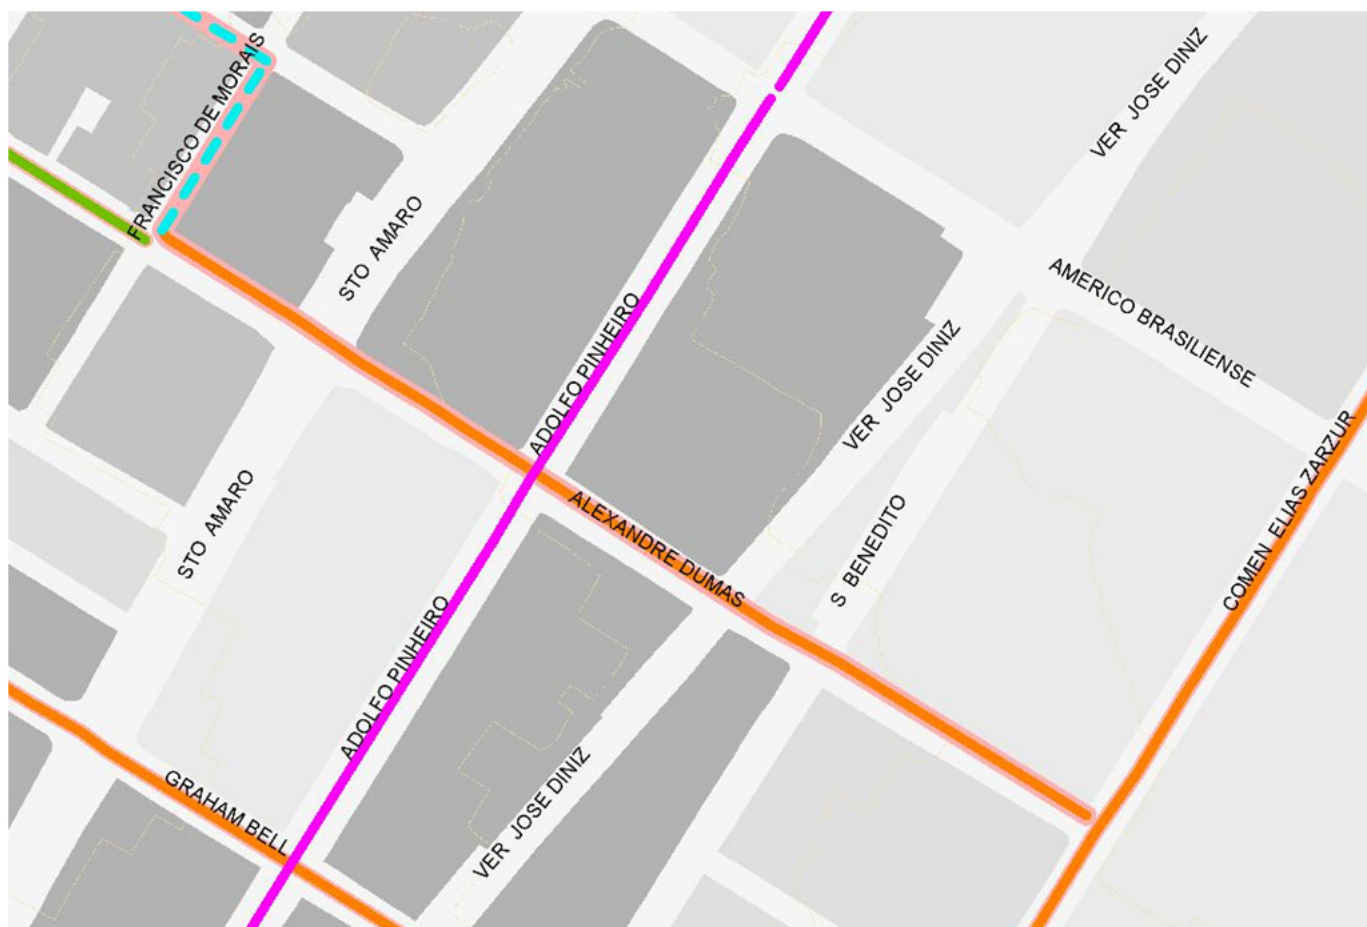 FRANCISCO DE MORAIS
VER JOSE DINIZ
STO AMARO
AMERICO BRASILIENSE
ADOLFO PINHEIRO
VER JOSE DINIZ
COMEN ELIAS ZARZUR
STO AMARO
ALEXANDRE DUMAS
S BENEDITO
ADOLFO PINHEIRO
GRAHAM BELL
VER JOSE DINIZ